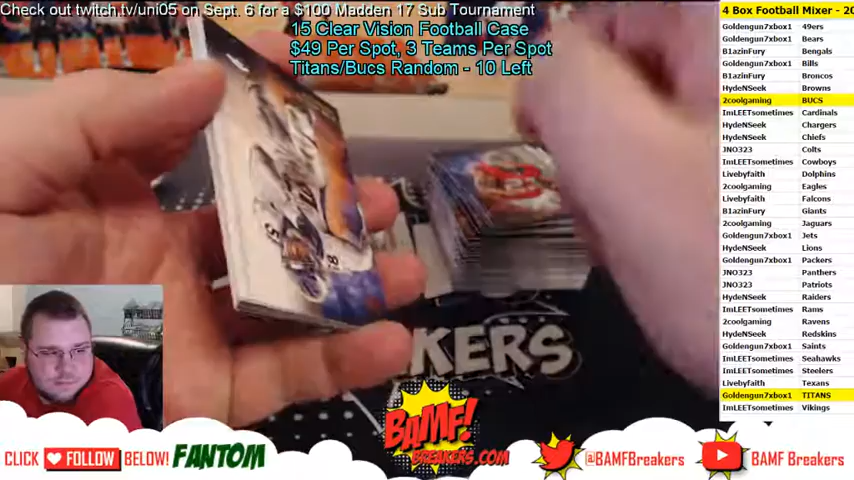 Check out twitch.tv/uni05 on Sept. 6 for a $100 Madden 17 Sub Tournament
15 Clear Vision Football Case
$49 Per Spot, 3 Teams Per Spot
Titans/Bucs Random - 10 Left
4 Box Football Mixer - 20
Goldengun7xbox1 49ers
Goldengun7xbox1 Bears
B1azinFury Bengals
Goldengun7xbox1 Bills
B1azinFury Broncos
HydeNSeek Browns
2coolgaming BUCS
ImLEETsometimes Cardinals
HydeNSeek Chargers
HydeNSeek Chiefs
JNO323 Colts
ImLEETsometimes Cowboys
Livebyfaith Dolphins
2coolgaming Eagles
Livebyfaith Falcons
B1azinFury Giants
2coolgaming Jaguars
Goldengun7xbox1 Jets
HydeNSeek Lions
Goldengun7xbox1 Packers
JNO323 Panthers
JNO323 Patriots
HydeNSeek Raiders
ImLEETsometimes Rams
2coolgaming Ravens
HydeNSeek Redskins
Goldengun7xbox1 Saints
ImLEETsometimes Seahawks
ImLEETsometimes Steelers
Livebyfaith Texans
Goldengun7xbox1 TITANS
ImLEETsometimes Vikings
KERS
CLICK FOLLOW BELOW! FANTOM
BAMF!
BREAKERS.COM
@BAMFBreakers
BAMF Breakers